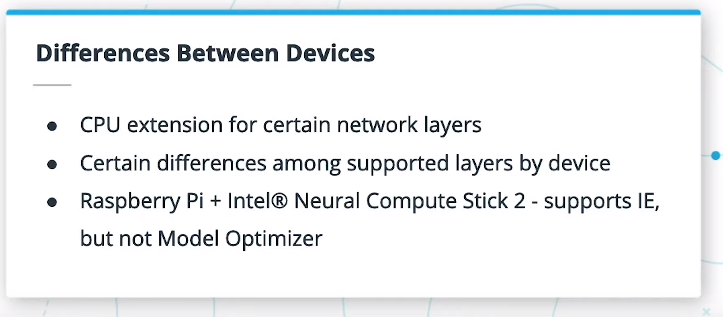 Differences Between Devices
● CPU extension for certain network layers
● Certain differences among supported layers by device
● Raspberry Pi + Intel® Neural Compute Stick 2 - supports IE,
but not Model Optimizer